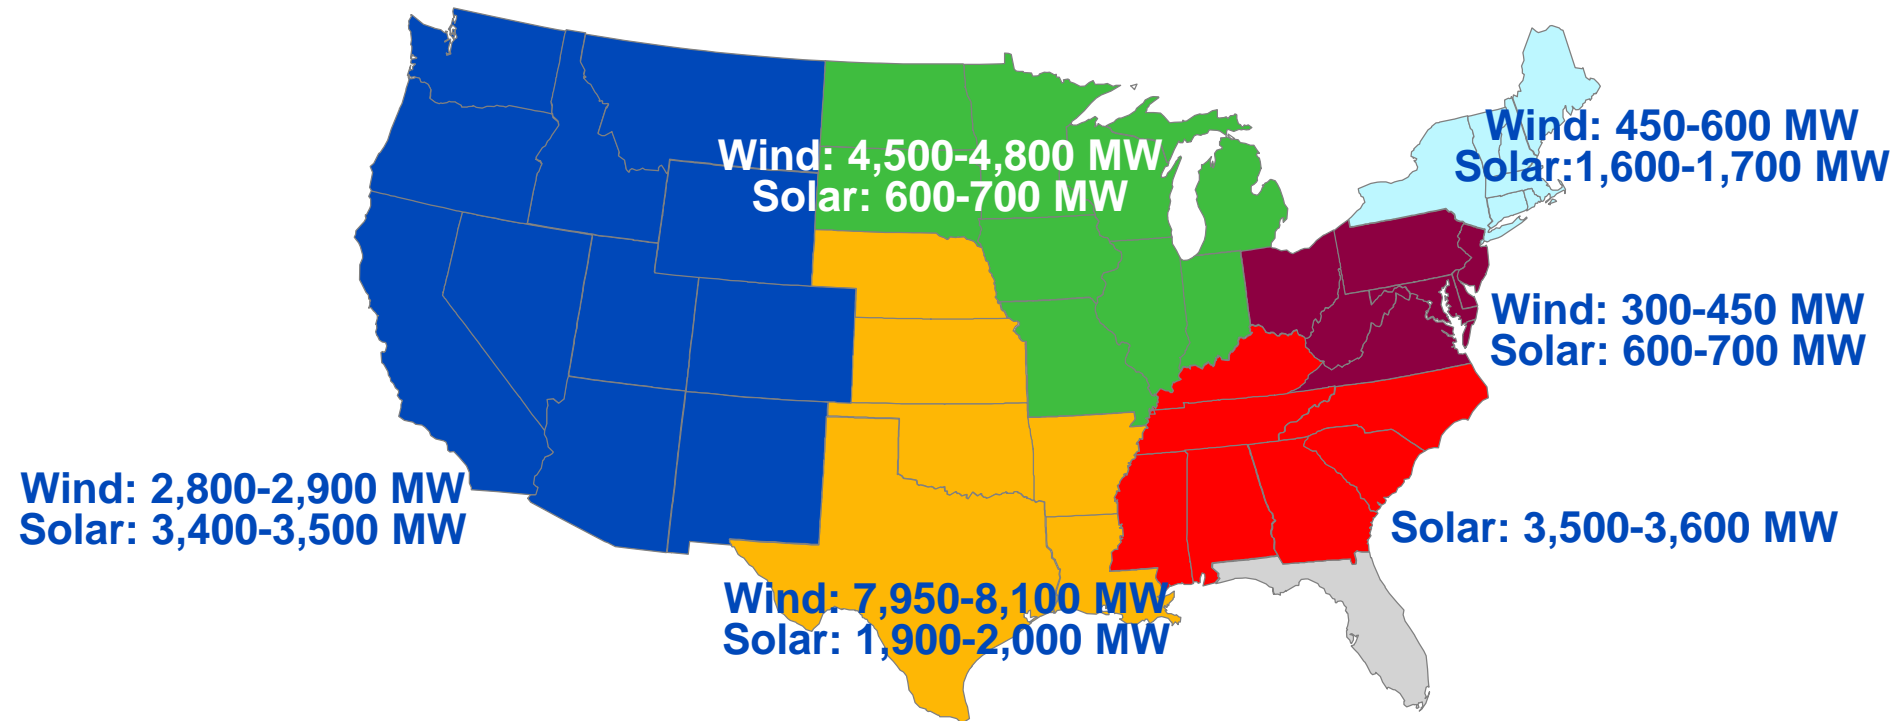 Wind: 4,500-4,800 MW
Solar: 600-700 MW
Wind: 450-600 MW
Solar:1,600-1,700 MW
Wind: 300-450 MW
Solar: 600-700 MW
Wind: 2,800-2,900 MW
Solar: 3,400-3,500 MW
Solar: 3,500-3,600 MW
Wind: 7,950-8,100 MW
Solar: 1,900-2,000 MW